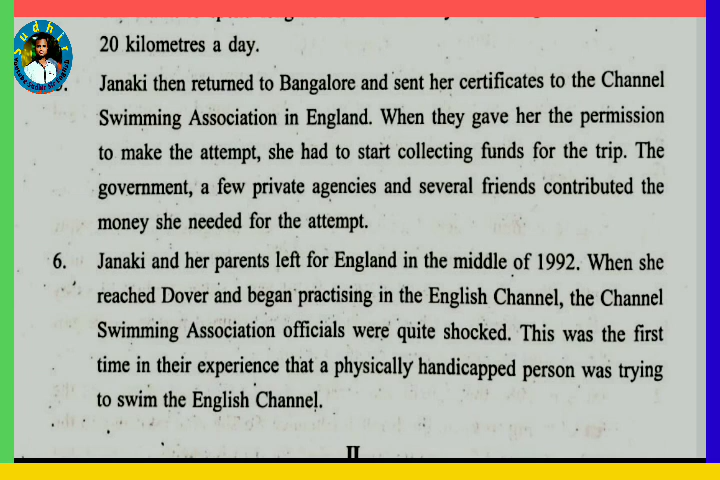 Sudhir
20 kilometres a day.
Janaki then returned to Bangalore and sent her certificates to the Channel
Swimming Association in England. When they gave her the permission
to make the attempt, she had to start collecting funds for the trip. The
government, a few private agencies and several friends contributed the
money she needed for the attempt.
6. Janaki and her parents left for England in the middle of 1992. When she
reached Dover and began practising in the English Channel, the Channel
Swimming Association officials were quite shocked. This was the first
time in their experience that a physically handicapped person was trying
to swim the English Channel.
II